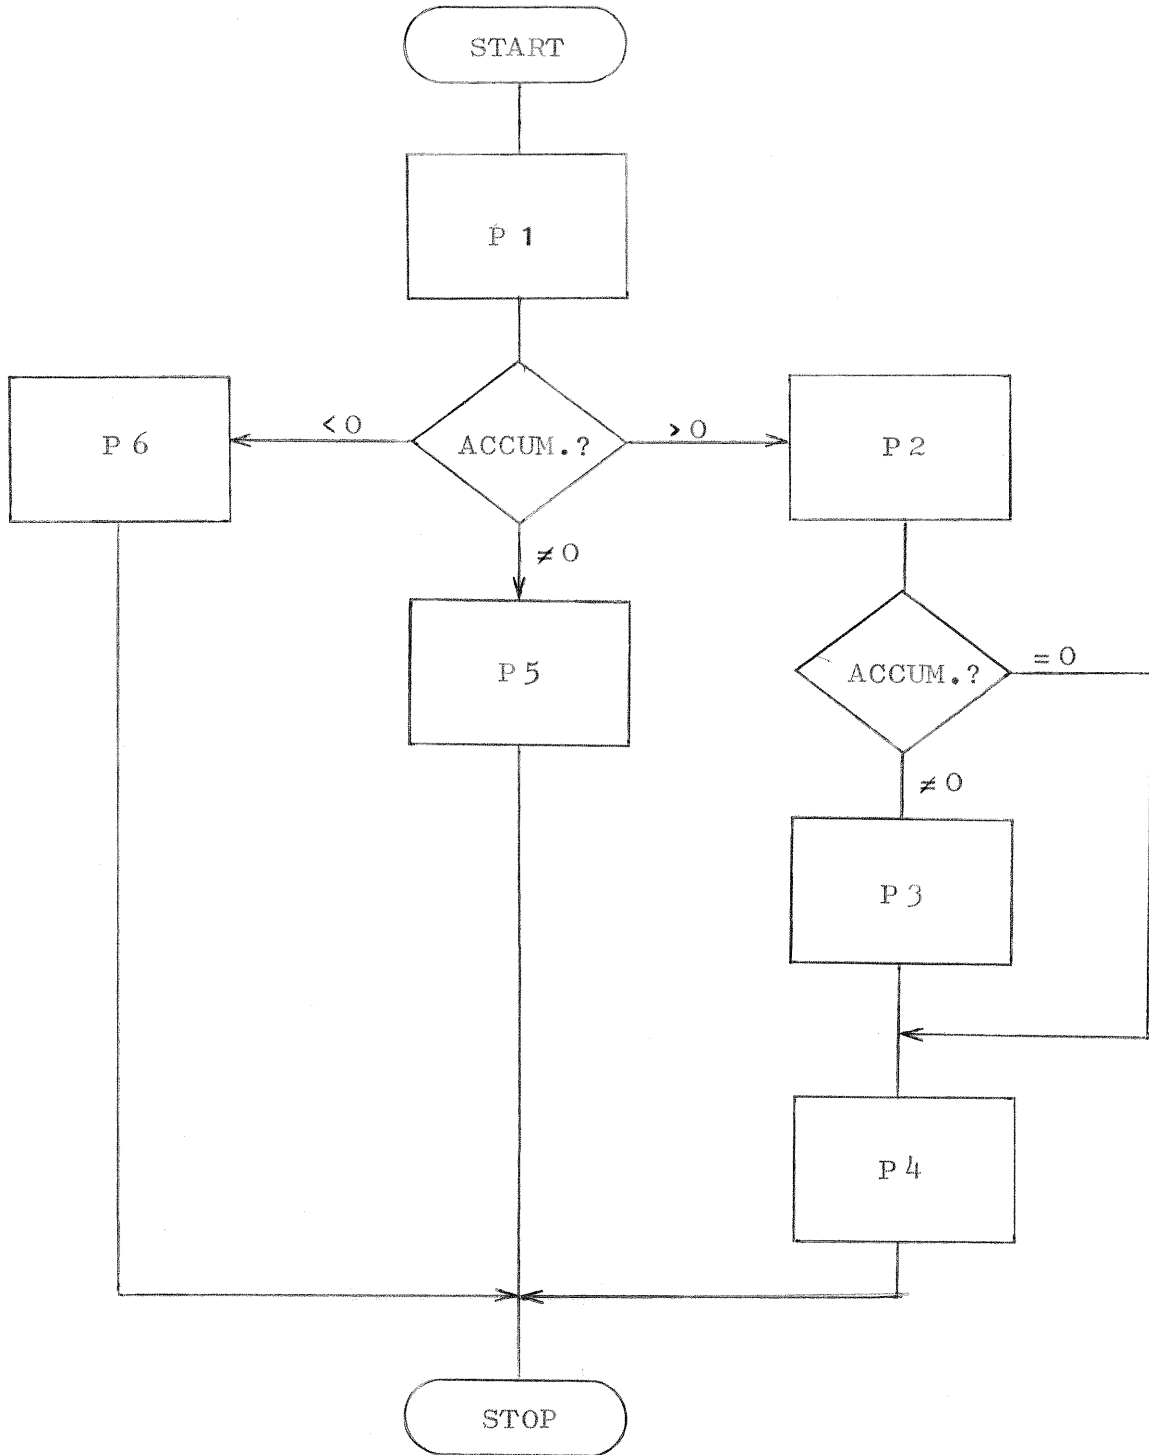 START
P 1
P 6
< 0
ACCUM.?
> 0
P 2
≠ 0
P 5
ACCUM.?
= 0
≠ 0
P 3
P 4
STOP